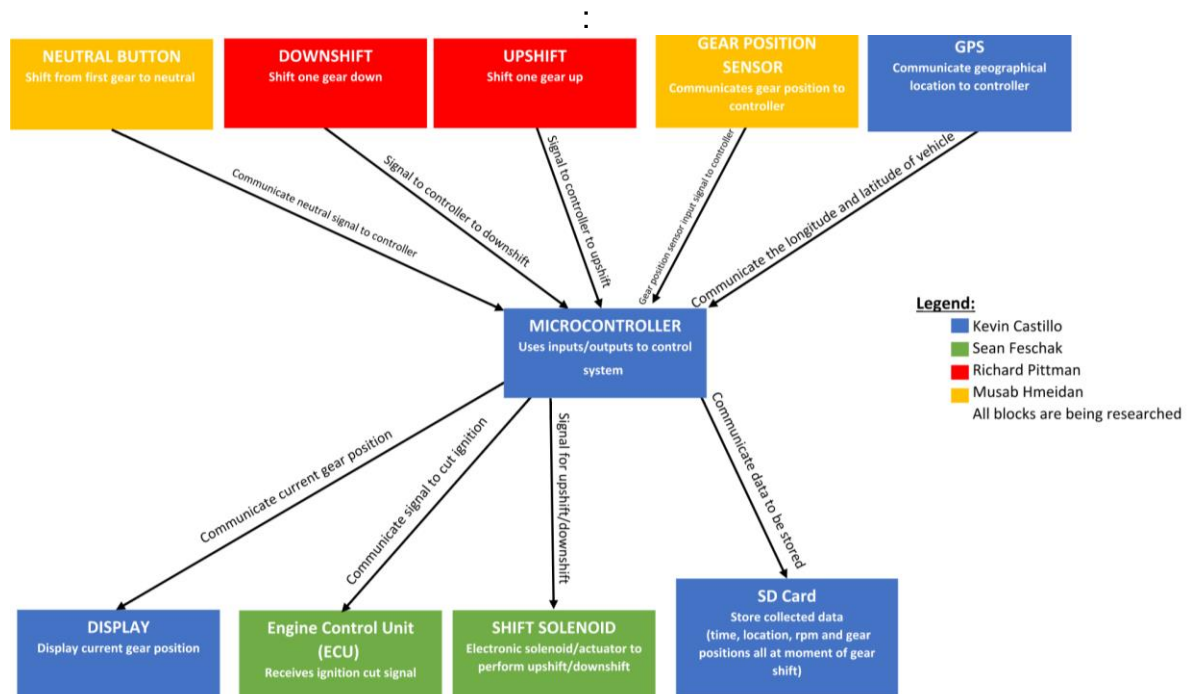 :
NEUTRAL BUTTON
Shift from first gear to neutral
DOWNSHIFT
Shift one gear down
UPSHIFT
Shift one gear up
GEAR POSITION
SENSOR
Communicates gear position to
controller
GPS
Communicate geographical
location to controller
Communicate neutral signal to controller
Signal to controller to downshift
Signal to controller to upshift
Gear position sensor input signal to controller
Communicate the longitude and latitude of vehicle
MICROCONTROLLER
Uses inputs/outputs to control
system
Legend:
Kevin Castillo
Sean Feschak
Richard Pittman
Musab Hmeidan
All blocks are being researched
Communicate current gear position
Communicate signal to cut ignition
Signal for
upshift/downshift
Communicate data to be
stored
DISPLAY
Display current gear position
Engine Control Unit
(ECU)
Receives ignition cut signal
SHIFT SOLENOID
Electronic solenoid/actuator to
perform upshift/downshift
SD Card
Store collected data
(time, location, rpm and gear
positions all at moment of gear
shift)